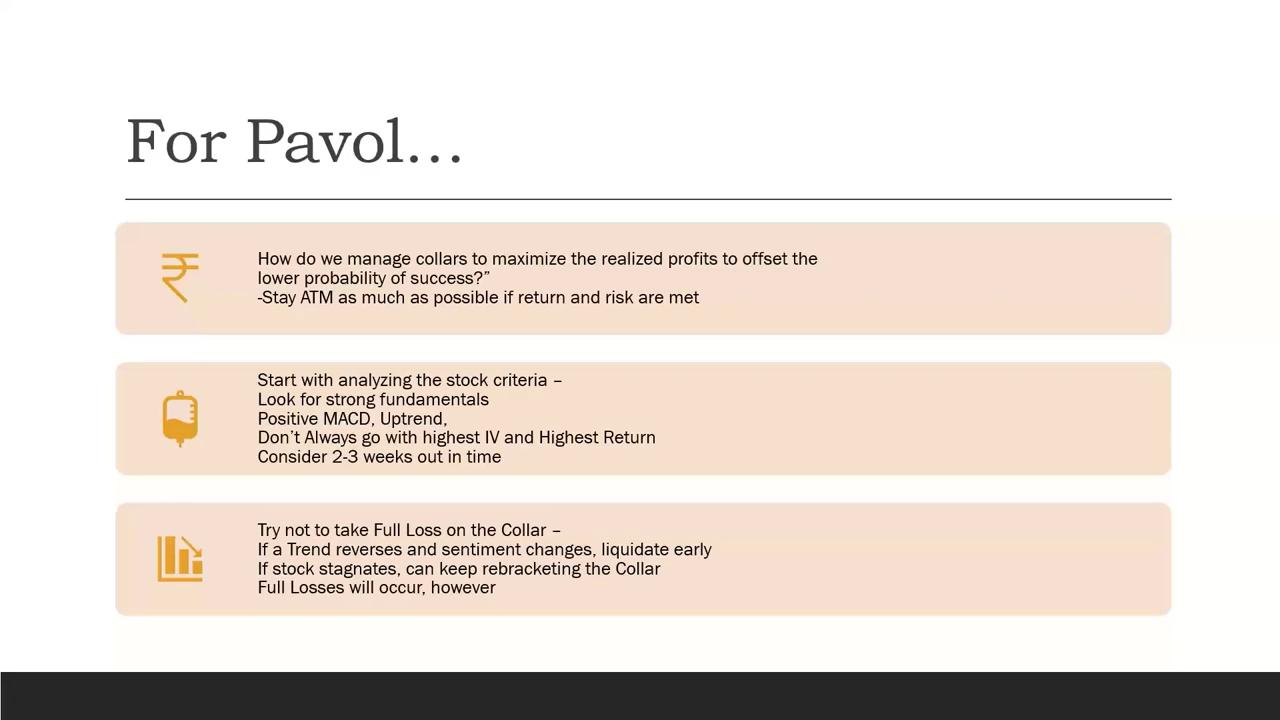 For Pavol...
How do we manage collars to maximize the realized profits to offset the
lower probability of success?”
-Stay ATM as much as possible if return and risk are met
Start with analyzing the stock criteria –
Look for strong fundamentals
Positive MACD, Uptrend,
Don’t Always go with highest IV and Highest Return
Consider 2-3 weeks out in time
Try not to take Full Loss on the Collar –
If a Trend reverses and sentiment changes, liquidate early
If stock stagnates, can keep rebracketing the Collar
Full Losses will occur, however